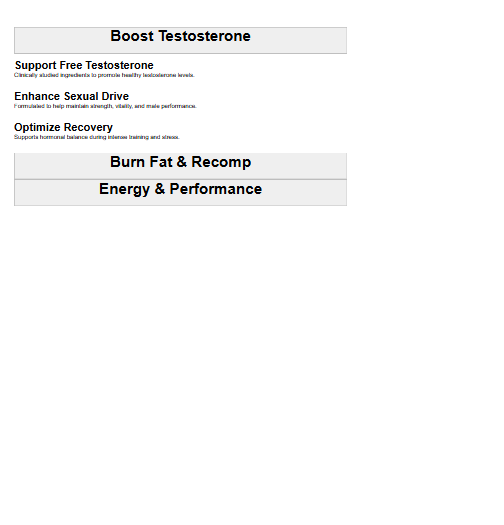 Boost Testosterone
Support Free Testosterone
Clinically studied ingredients to promote healthy testosterone levels.
Enhance Sexual Drive
Formulated to help maintain strength, vitality, and male performance.
Optimize Recovery
Supports hormonal balance during intense training and stress.
Burn Fat & Recomp
Energy & Performance